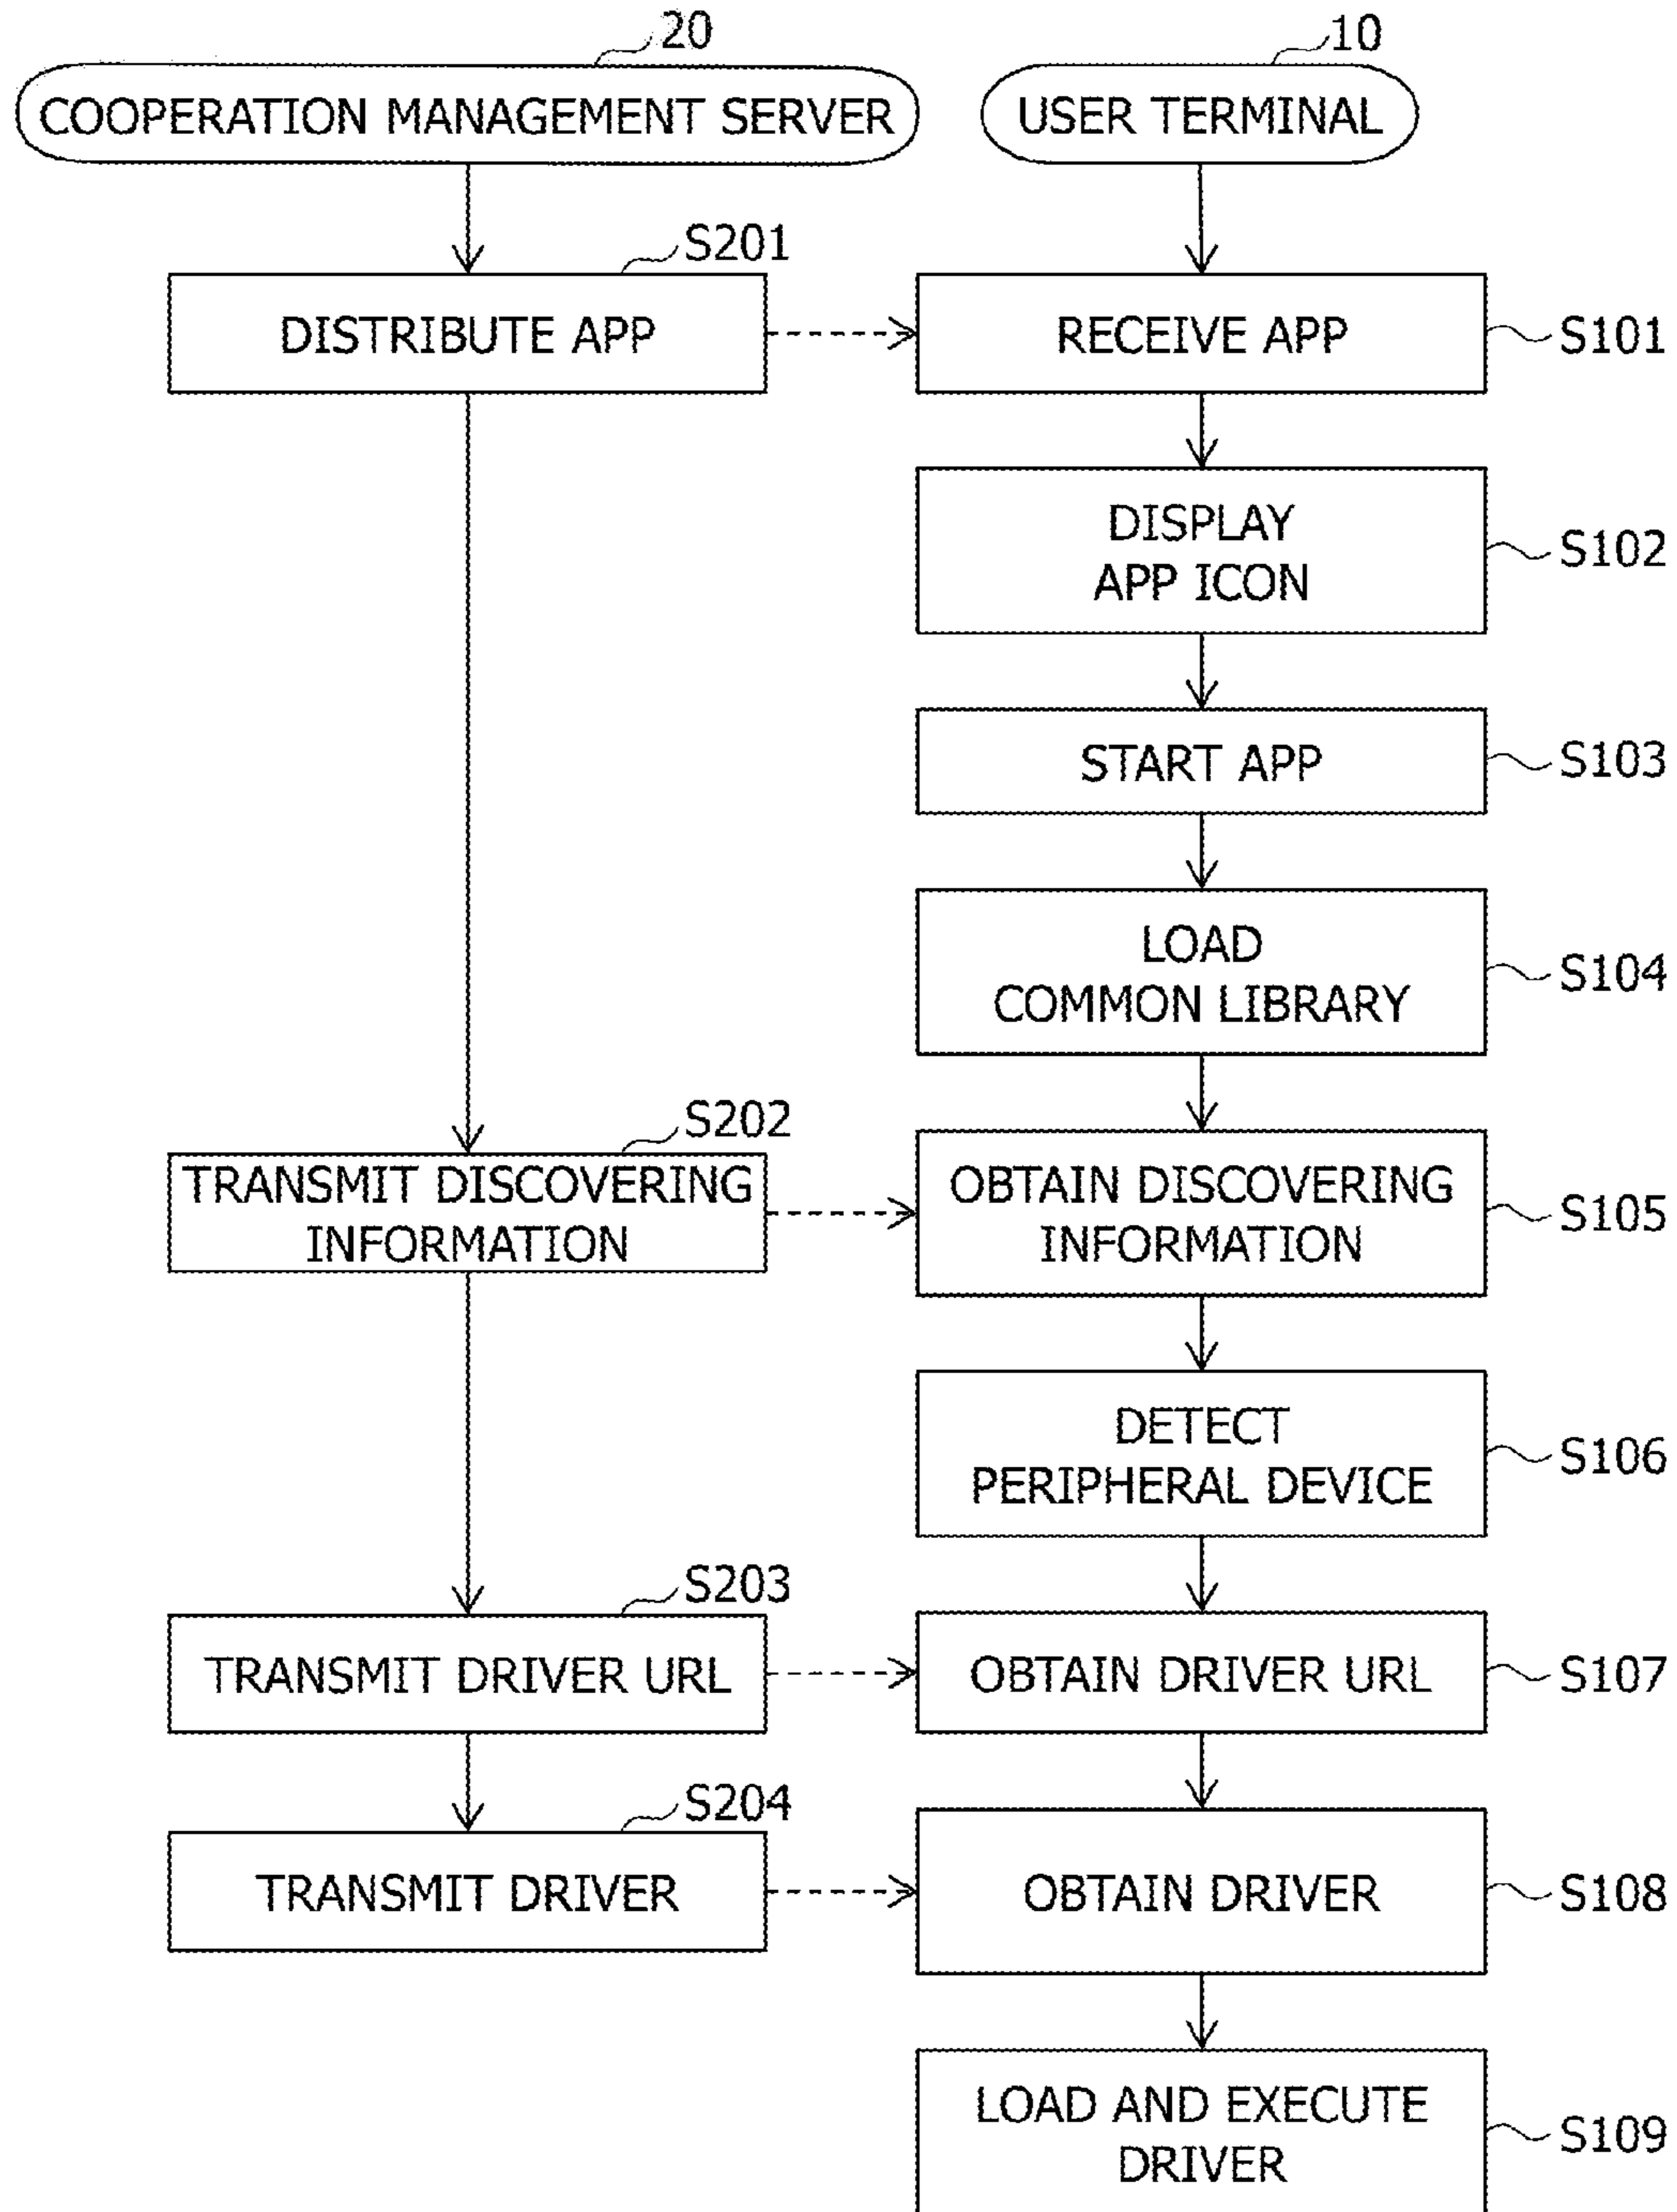 20
10
COOPERATION MANAGEMENT SERVER
USER TERMINAL
S201
DISTRIBUTE APP
RECEIVE APP
S101
DISPLAY
APP ICON
S102
START APP
S103
LOAD
COMMON LIBRARY
S104
S202
TRANSMIT DISCOVERING
INFORMATION
OBTAIN DISCOVERING
INFORMATION
S105
DETECT
PERIPHERAL DEVICE
S106
S203
TRANSMIT DRIVER URL
OBTAIN DRIVER URL
S107
S204
TRANSMIT DRIVER
OBTAIN DRIVER
S108
LOAD AND EXECUTE
DRIVER
S109